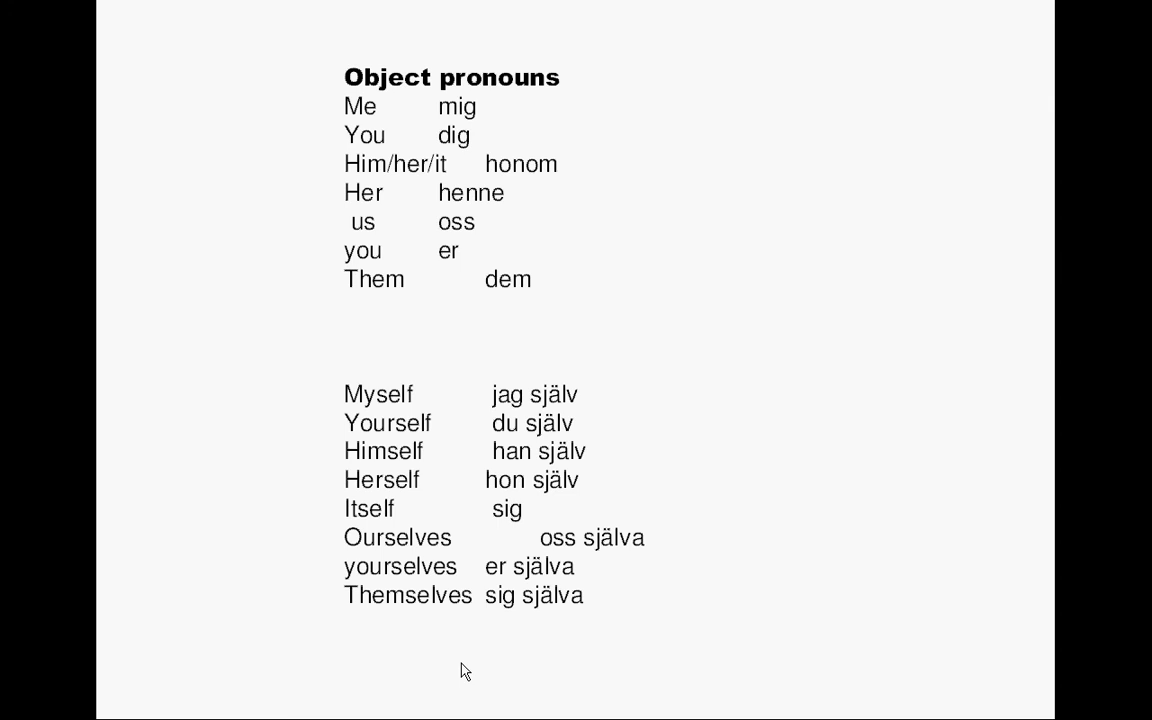 Object pronouns
Me mig
You dig
Him/her/it honom
Her henne
us oss
you er
Them dem
Myself jag själv
Yourself du själv
Himself han själv
Herself hon själv
Itself sig
Ourselves oss själva
yourselves er själva
Themselves sig själva